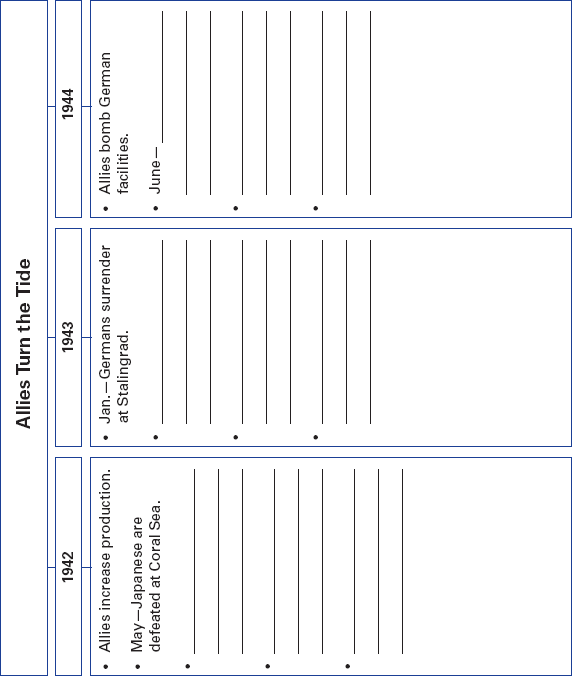 Allies Turn the Tide
1942
• Allies increase production.
• May—Japanese are
defeated at Coral Sea.
•
•
•
1943
• Jan.—Germans surrender
at Stalingrad.
•
•
•
1944
• Allies bomb German
facilities.
• June—
•
•